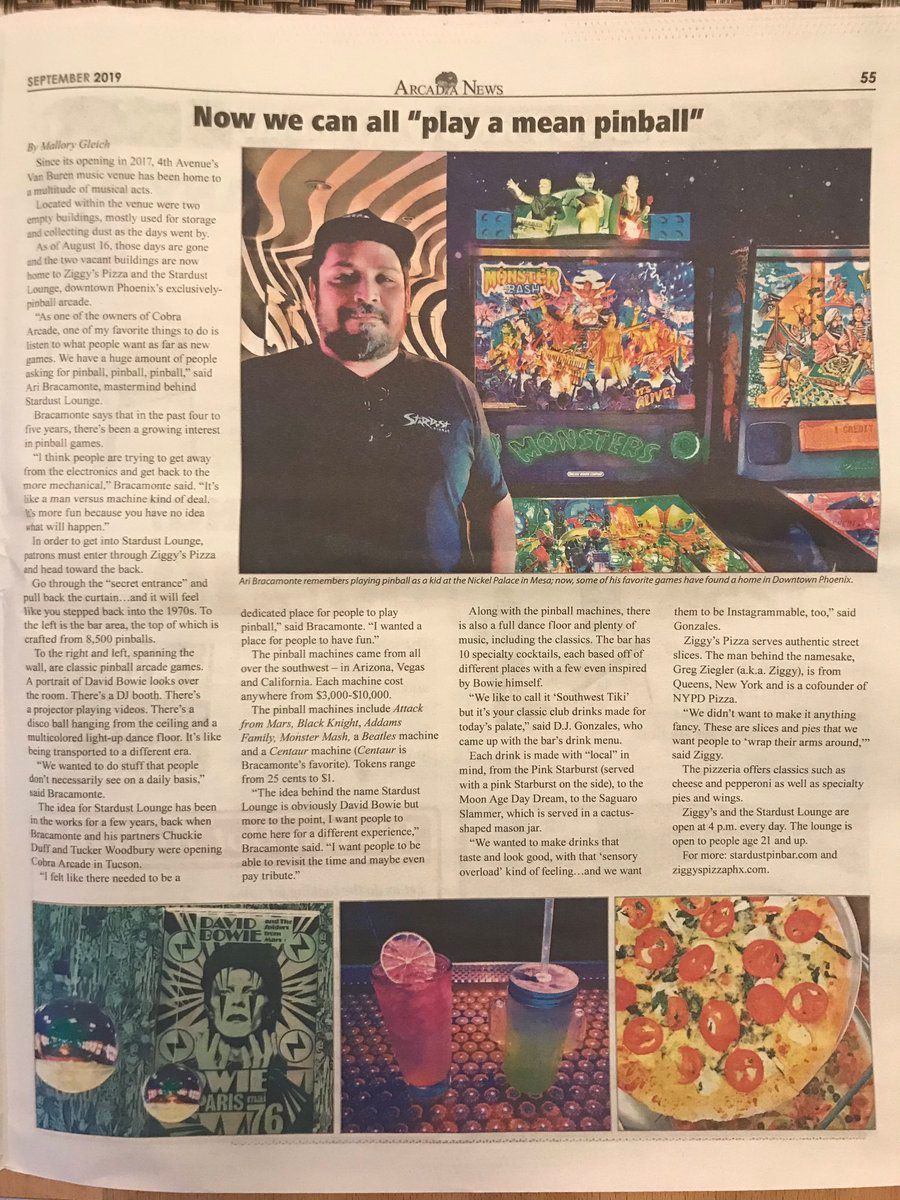 SEPTEMBER 2019
ARCADIA NEWS
55
Now we can all "play a mean pinball"
By Mallory Gleich
Since its opening in 2017, 4th Avenue's
Van Buren music venue has been home to
a multitude of musical acts.
Located within the venue were two
empty buildings, mostly used for storage
and collecting dust as the days went by.
As of August 16, those days are gone
and the two vacant buildings are now
home to Ziggy's Pizza and the Stardust
Lounge, downtown Phoenix's exclusively-
pinball arcade.
"As one of the owners of Cobra
Arcade, one of my favorite things to do is
listen to what people want as far as new
games. We have a huge amount of people
asking for pinball, pinball, pinball," said
Ari Bracamonte, mastermind behind
Stardust Lounge.
Bracamonte says that in the past four to
five years, there's been a growing interest
in pinball games.
"I think people are trying to get away
from the electronics and get back to the
more mechanical," Bracamonte said. "It's
like a man versus machine kind of deal.
It's more fun because you have no idea
what will happen."
In order to get into Stardust Lounge,
patrons must enter through Ziggy's Pizza
and head toward the back.
Go through the "secret entrance" and
pull back the curtain…and it will feel
like you stepped back into the 1970s. To
the left is the bar area, the top of which is
crafted from 8,500 pinballs.
To the right and left, spanning the
wall, are classic pinball arcade games.
A portrait of David Bowie looks over
the room. There's a DJ booth. There's
a projector playing videos. There's a
disco ball hanging from the ceiling and a
multicolored light-up dance floor. It's like
being transported to a different era.
"We wanted to do stuff that people
don't necessarily see on a daily basis,"
said Bracamonte.
The idea for Stardust Lounge has been
in the works for a few years, back when
Bracamonte and his partners Chuckie
Duff and Tucker Woodbury were opening
Cobra Arcade in Tucson.
"I felt like there needed to be a
STARDUST
MONSTER
BASH
IT'S
ALIVE!
MONSTERS
1 CREDIT
Ari Bracamonte remembers playing pinball as a kid at the Nickel Palace in Mesa; now, some of his favorite games have found a home in Downtown Phoenix.
dedicated place for people to play
pinball," said Bracamonte. "I wanted a
place for people to have fun."
The pinball machines came from all
over the southwest – in Arizona, Vegas
and California. Each machine cost
anywhere from $3,000-$10,000.
The pinball machines include Attack
from Mars, Black Knight, Addams
Family, Monster Mash, a Beatles machine
and a Centaur machine (Centaur is
Bracamonte's favorite). Tokens range
from 25 cents to $1.
"The idea behind the name Stardust
Lounge is obviously David Bowie but
more to the point, I want people to
come here for a different experience,"
Bracamonte said. "I want people to be
able to revisit the time and maybe even
pay tribute."
Along with the pinball machines, there
is also a full dance floor and plenty of
music, including the classics. The bar has
10 specialty cocktails, each based off of
different places with a few even inspired
by Bowie himself.
"We like to call it 'Southwest Tiki'
but it's your classic club drinks made for
today's palate," said D.J. Gonzales, who
came up with the bar's drink menu.
Each drink is made with "local" in
mind, from the Pink Starburst (served
with a pink Starburst on the side), to the
Moon Age Day Dream, to the Saguaro
Slammer, which is served in a cactus-
shaped mason jar.
"We wanted to make drinks that
taste and look good, with that 'sensory
overload' kind of feeling…and we want
them to be Instagrammable, too," said
Gonzales.
Ziggy's Pizza serves authentic street
slices. The man behind the namesake,
Greg Ziegler (a.k.a. Ziggy), is from
Queens, New York and is a cofounder of
NYPD Pizza.
"We didn't want to make it anything
fancy. These are slices and pies that we
want people to 'wrap their arms around,'"
said Ziggy.
The pizzeria offers classics such as
cheese and pepperoni as well as specialty
pies and wings.
Ziggy's and the Stardust Lounge are
open at 4 p.m. every day. The lounge is
open to people age 21 and up.
For more: stardustpinbar.com and
ziggyspizzaphx.com.
DAVID
BOWIE
and The
Spiders
from
Mars
WIE
PARIS mai
76